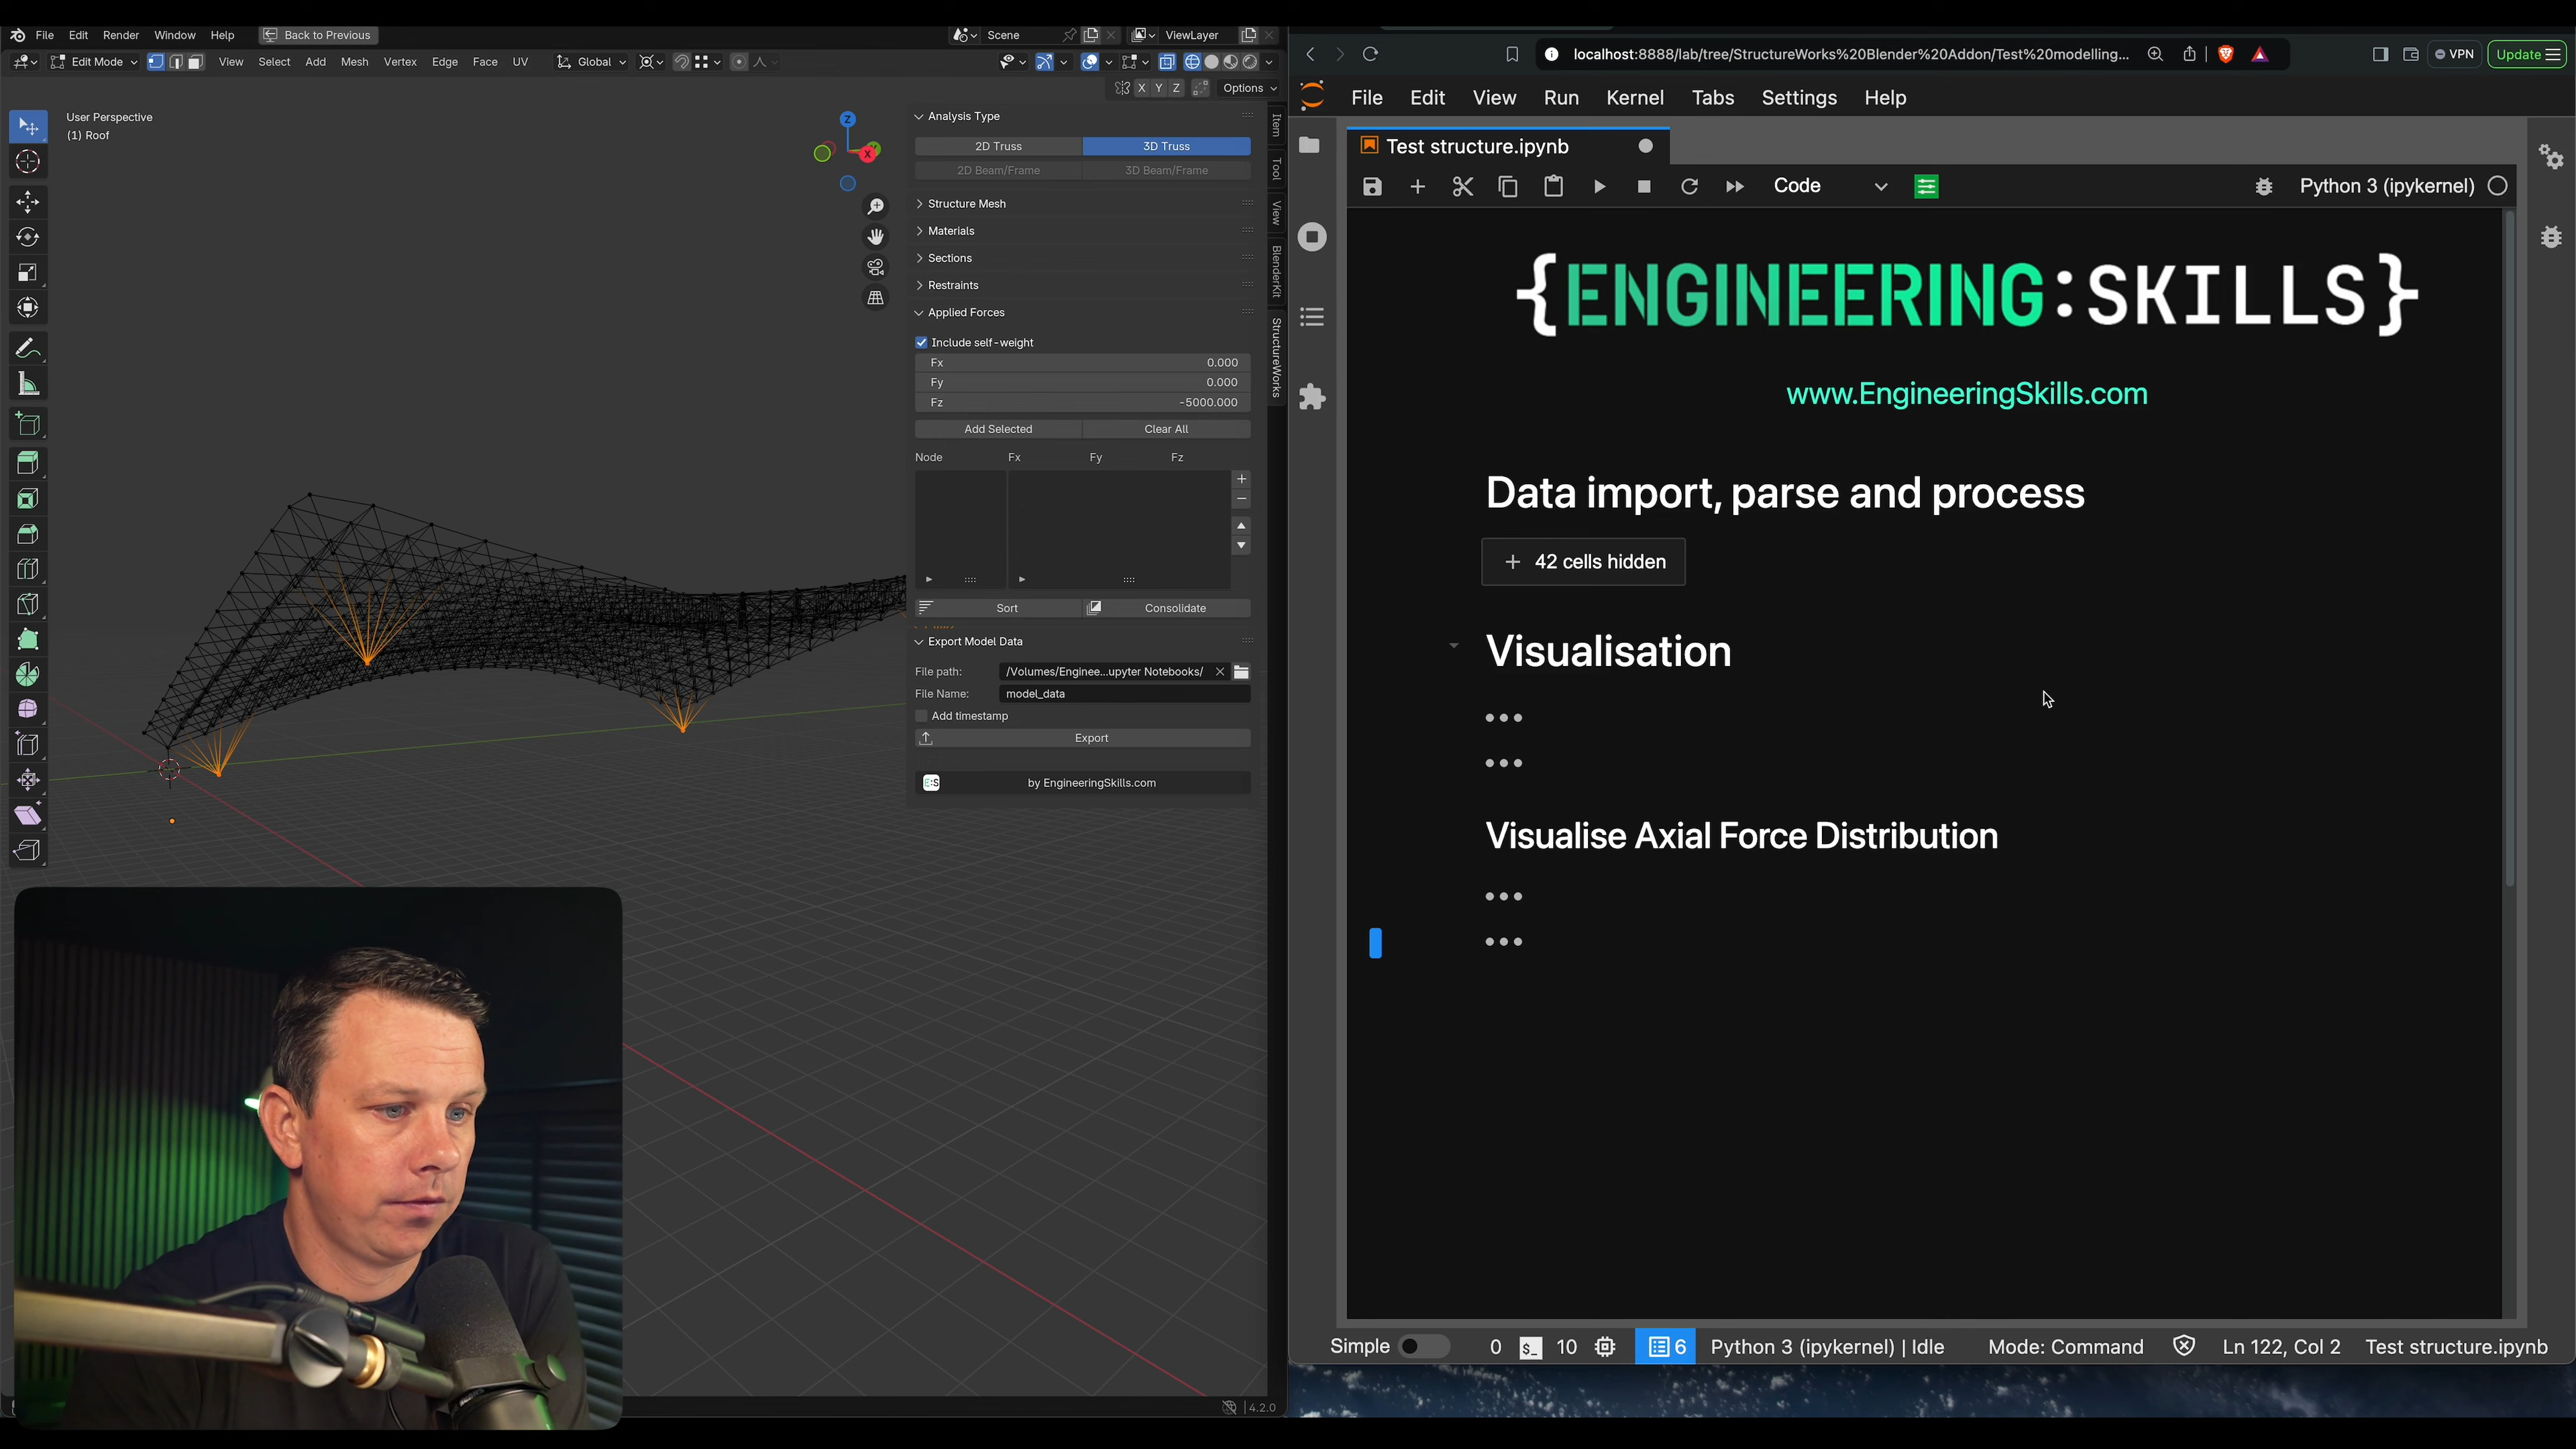 File Edit Render Window Help Back to Previous Scene ViewLayer
Edit Mode View Select Add Mesh Vertex Edge Face UV Global
X Y Z Options
User Perspective
(1) Roof
Z
Y
X
Analysis Type
2D Truss 3D Truss
2D Beam/Frame 3D Beam/Frame
Structure Mesh
Materials
Sections
Restraints
Applied Forces
Include self-weight
Fx 0.000
Fy 0.000
Fz -5000.000
Add Selected Clear All
Node Fx Fy Fz
Sort Consolidate
Export Model Data
File path: /Volumes/Enginee...upyter Notebooks/
File Name: model_data
Add timestamp
Export
E:S by EngineeringSkills.com
Item
Tool
View
BlenderKit
StructureWorks
4.2.0
localhost:8888/lab/tree/StructureWorks%20Blender%20Addon/Test%20modelling... VPN Update
File Edit View Run Kernel Tabs Settings Help
Test structure.ipynb
Code Python 3 (ipykernel)
{ENGINEERING:SKILLS}
www.EngineeringSkills.com
Data import, parse and process
42 cells hidden
Visualisation
Visualise Axial Force Distribution
Simple 0 $_ 10 6 Python 3 (ipykernel) | Idle Mode: Command Ln 122, Col 2 Test structure.ipynb